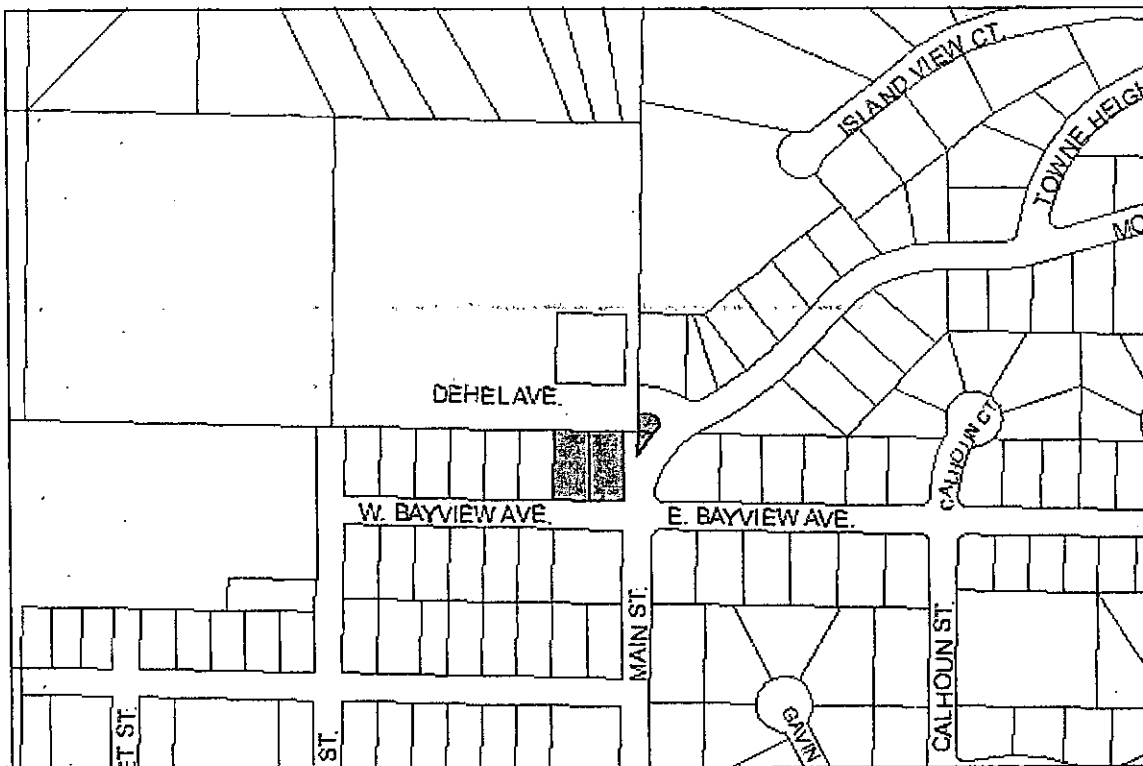 ISLAND VIEW CT.
TOWNE HEIGH
MO
DEHEL AVE.
CALHOUN CT.
W. BAYVIEW AVE.
E. BAYVIEW AVE.
MAIN ST.
CALHOUN ST.
GAVIN
ET ST.
ST.